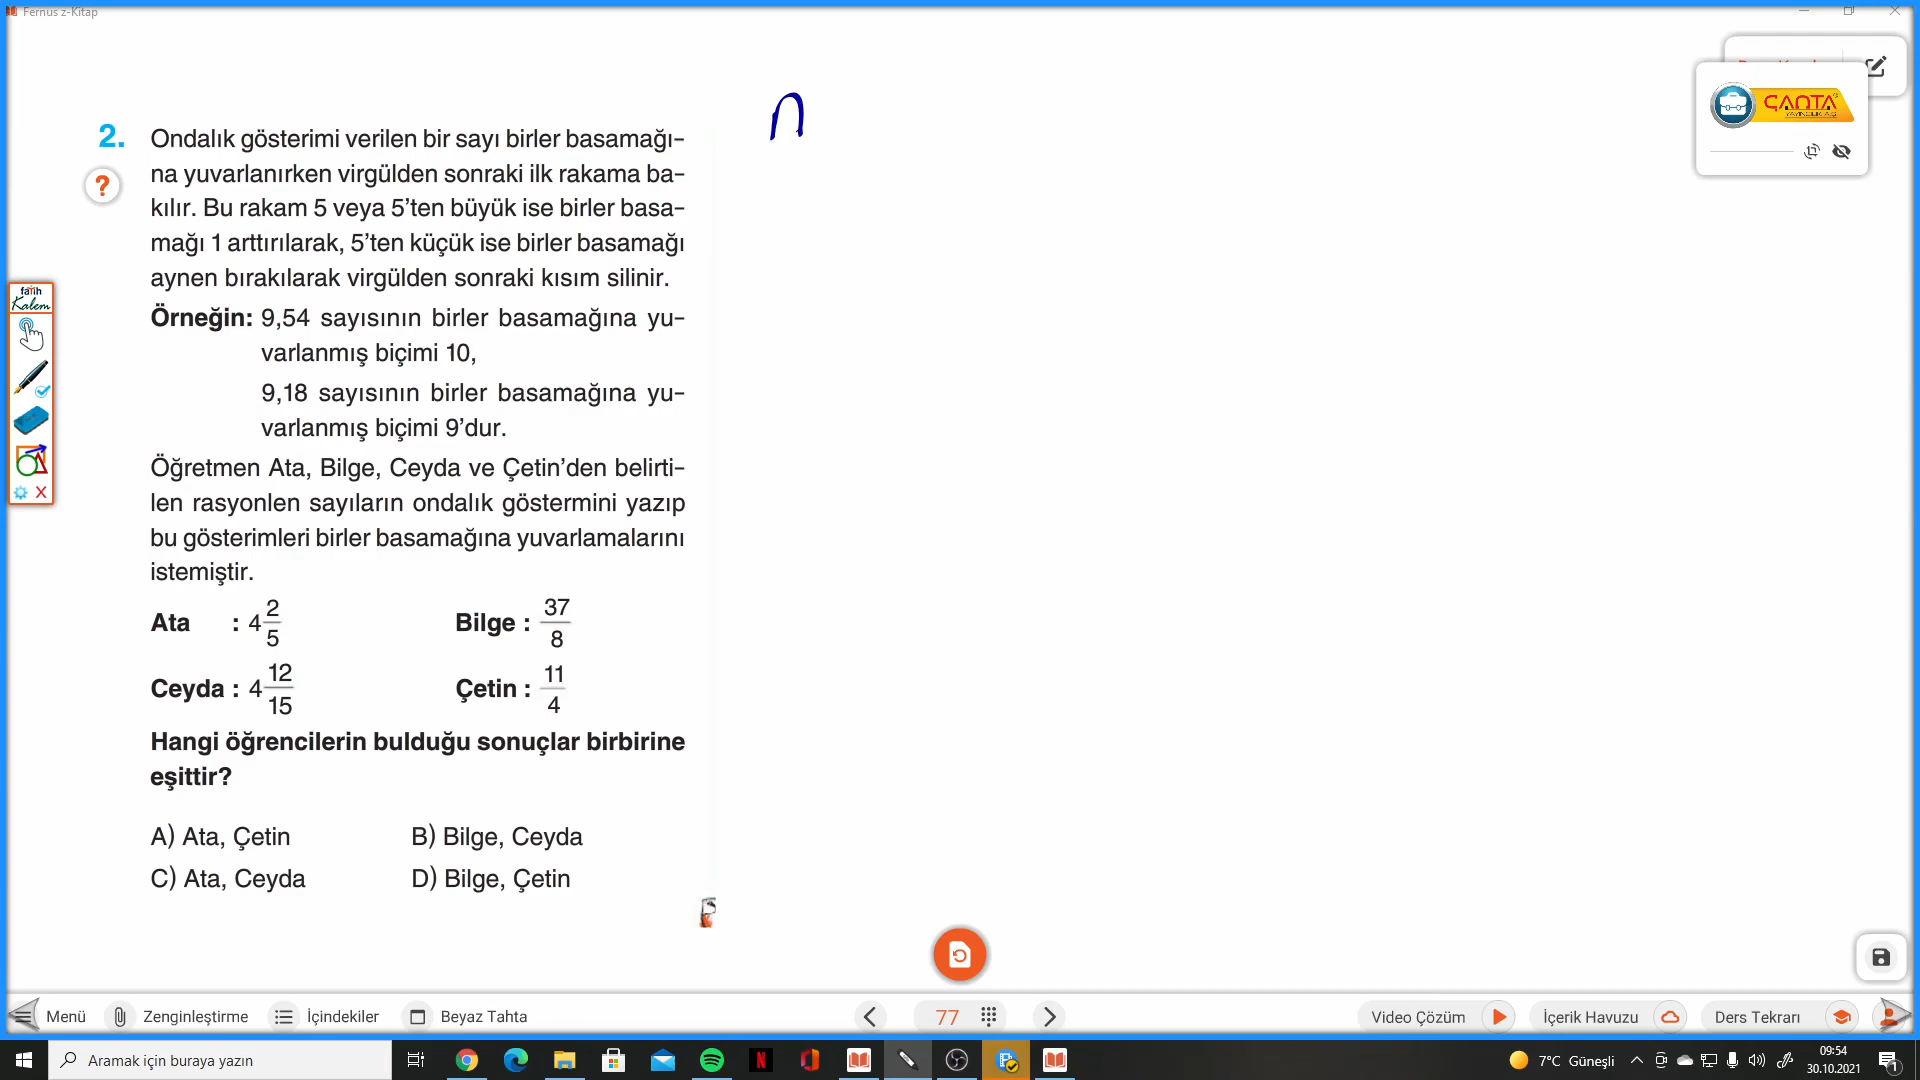 Fernus z-Kitap
ÇANTA
YAYINCILIK A.Ş.
2. Ondalık gösterimi verilen bir sayı birler basamağı-
na yuvarlanırken virgülden sonraki ilk rakama ba-
kılır. Bu rakam 5 veya 5'ten büyük ise birler basa-
mağı 1 arttırılarak, 5'ten küçük ise birler basamağı
aynen bırakılarak virgülden sonraki kısım silinir.
Örneğin: 9,54 sayısının birler basamağına yu-
varlanmış biçimi 10,
9,18 sayısının birler basamağına yu-
varlanmış biçimi 9'dur.
Öğretmen Ata, Bilge, Ceyda ve Çetin'den belirti-
len rasyonlen sayıların ondalık göstermini yazıp
bu gösterimleri birler basamağına yuvarlamalarını
istemiştir.
Ata : 4 2/5 Bilge : 37/8
Ceyda : 4 12/15 Çetin : 11/4
Hangi öğrencilerin bulduğu sonuçlar birbirine
eşittir?
A) Ata, Çetin B) Bilge, Ceyda
C) Ata, Ceyda D) Bilge, Çetin
?
fatih
Kalem
Menü Zenginleştirme İçindekiler Beyaz Tahta 77 Video Çözüm İçerik Havuzu Ders Tekrarı
Aramak için buraya yazın 7°C Güneşli 09:54
30.10.2021